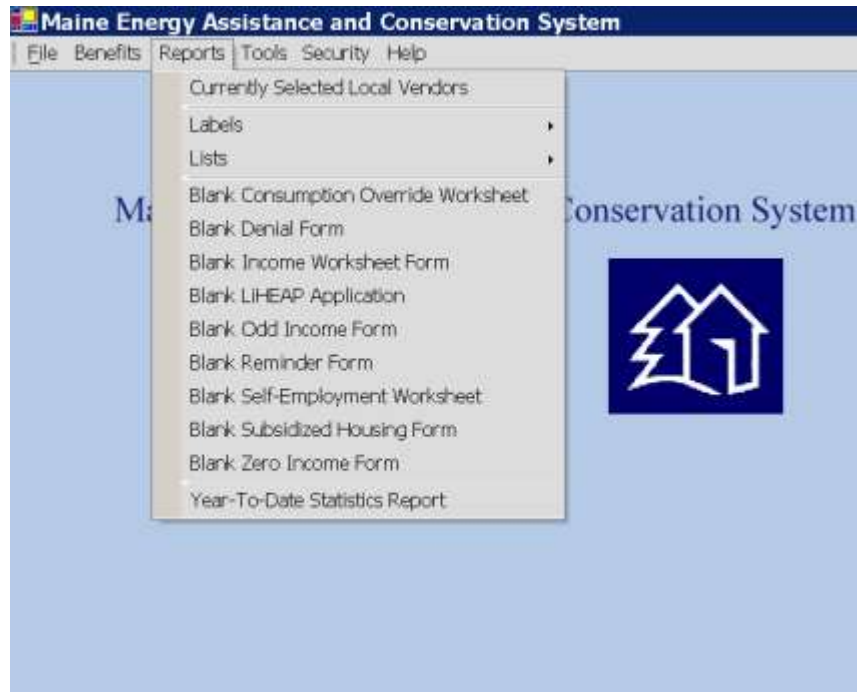 Maine Energy Assistance and Conservation System
File Benefits Reports Tools Security Help
Currently Selected Local Vendors
Labels
Lists
Blank Consumption Override Worksheet
Ma onservation System
Blank Denial Form
Blank Income Worksheet Form
Blank LiHEAP Application
Blank Odd Income Form
Blank Reminder Form
Blank Self-Employment Worksheet
Blank Subsidized Housing Form
Blank Zero Income Form
Year-To-Date Statistics Report